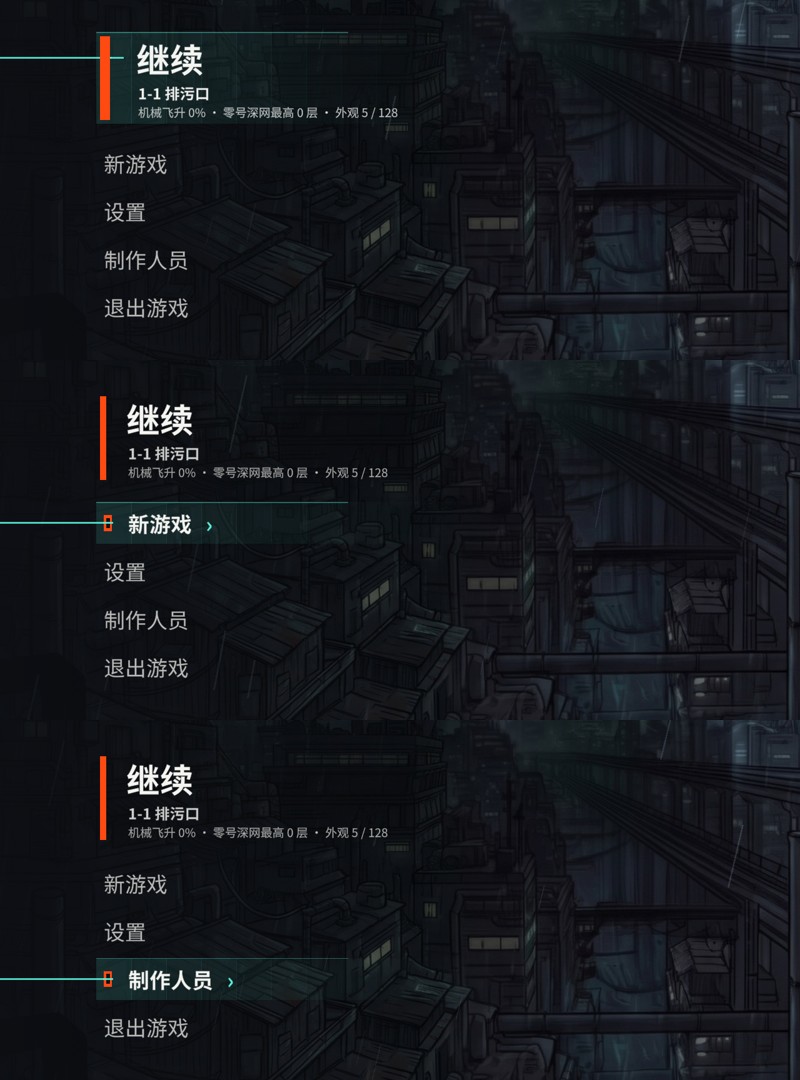 继续
1-1 排污口
机械飞升 0% · 零号深网最高 0 层 · 外观 5 / 128
新游戏
设置
制作人员
退出游戏
继续
1-1 排污口
机械飞升 0% · 零号深网最高 0 层 · 外观 5 / 128
新游戏 ›
设置
制作人员
退出游戏
继续
1-1 排污口
机械飞升 0% · 零号深网最高 0 层 · 外观 5 / 128
新游戏
设置
制作人员 ›
退出游戏